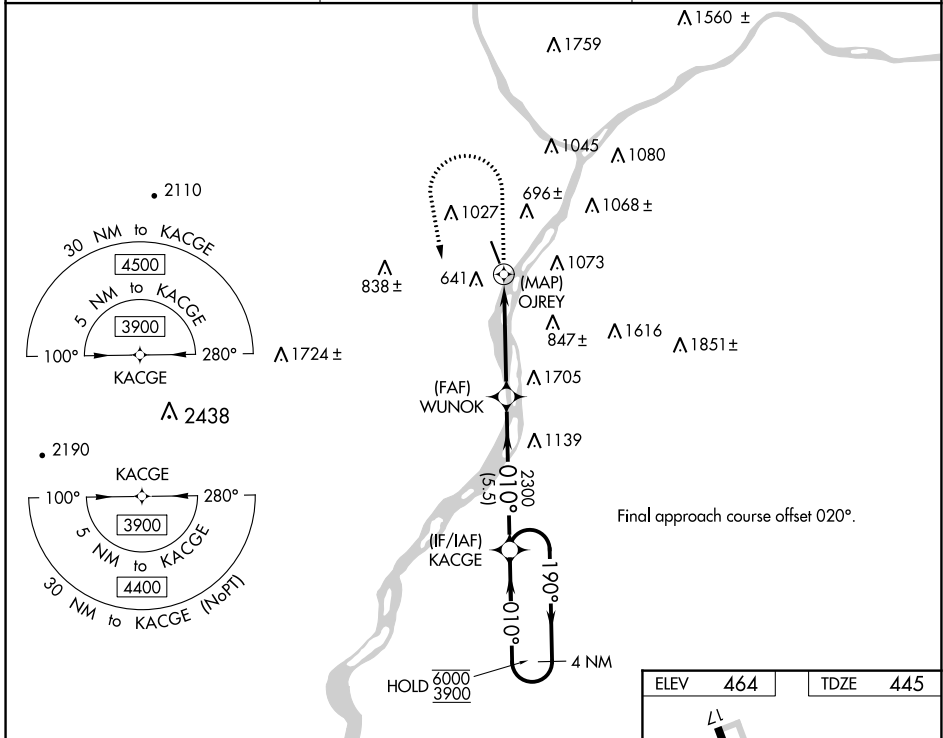 1560 ±
1759
1045
1080
2110
696±
1027
1068 ±
30 NM to KACGE
4500
5 NM to KACGE
3900
100°
280°
KACGE
838 ±
641
1073
(MAP)
OJREY
847±
1616
1851±
1724 ±
1705
(FAF)
WUNOK
2438
1139
2190
KACGE
100°
280°
3900
5 NM to KACGE
4400
30 NM to KACGE (NoPT)
2300
010°
(5.5)
Final approach course offset 020°.
(IF/IAF)
KACGE
190°
010°
4 NM
HOLD 6000
3900
ELEV 464
TDZE 445
17